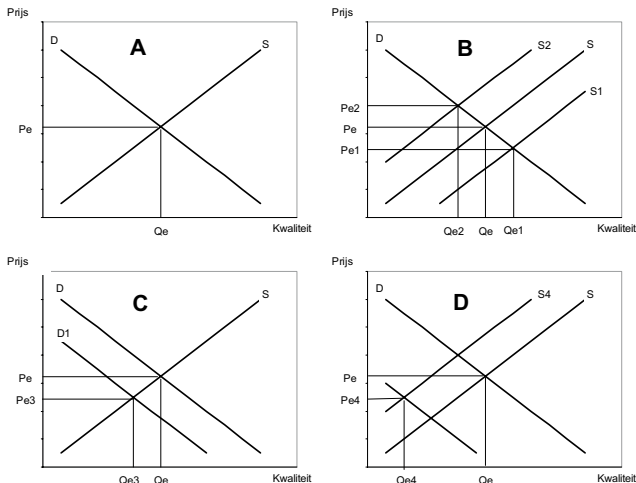 Prijs
A
D
S
Pe
Qe
Kwaliteit
Prijs
B
D
S2
S
S1
Pe2
Pe
Pe1
Qe2 Qe Qe1
Kwaliteit
Prijs
C
D
S
D1
Pe
Pe3
Qe3 Qe
Kwaliteit
Prijs
D
D
S4
S
Pe
Pe4
Qe4 Qe
Kwaliteit